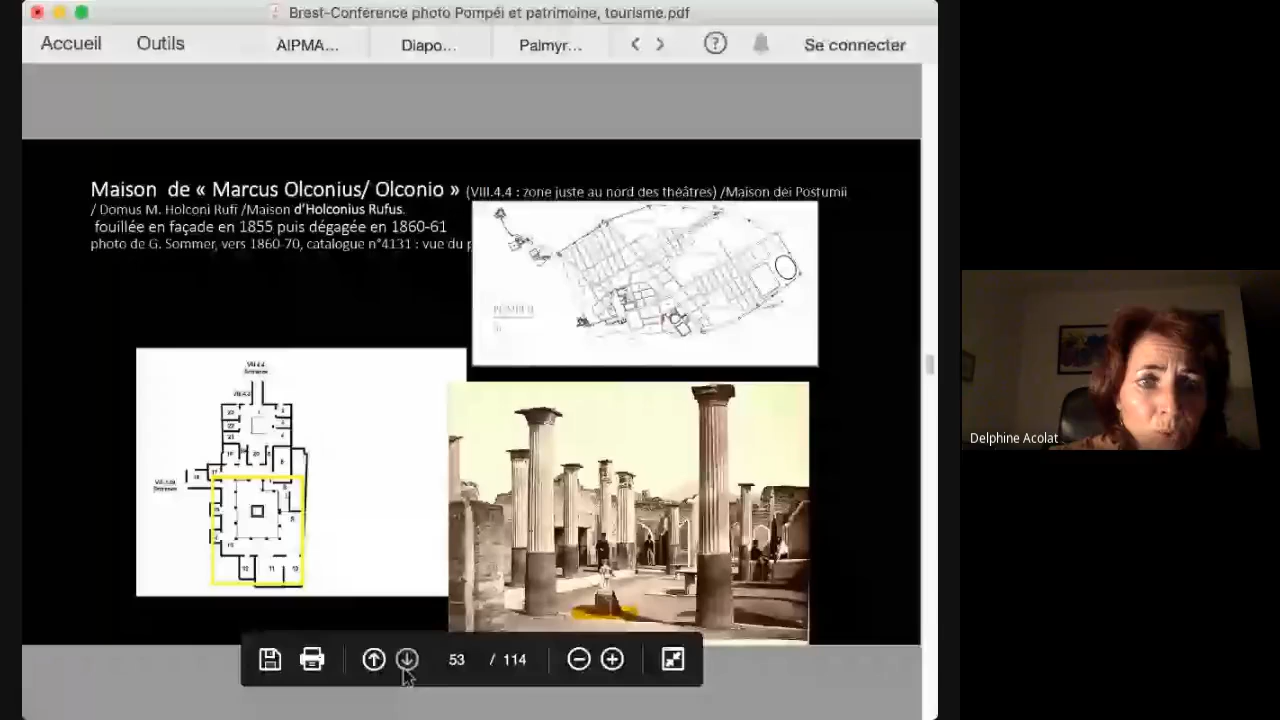 Brest-Conférence photo Pompéi et patrimoine, tourisme.pdf
Accueil Outils AIPMA... Diapo... Palmyr... Se connecter
Maison de « Marcus Olconius/ Olconio » (VIII.4.4 : zone juste au nord des théâtres) /Maison dei Postumii
/ Domus M. Holconi Rufi /Maison d'Holconius Rufus.
fouillée en façade en 1855 puis dégagée en 1860-61
photo de G. Sommer, vers 1860-70, catalogue n°4131 : vue du p
POMPEII
Delphine Acolat
53 / 114